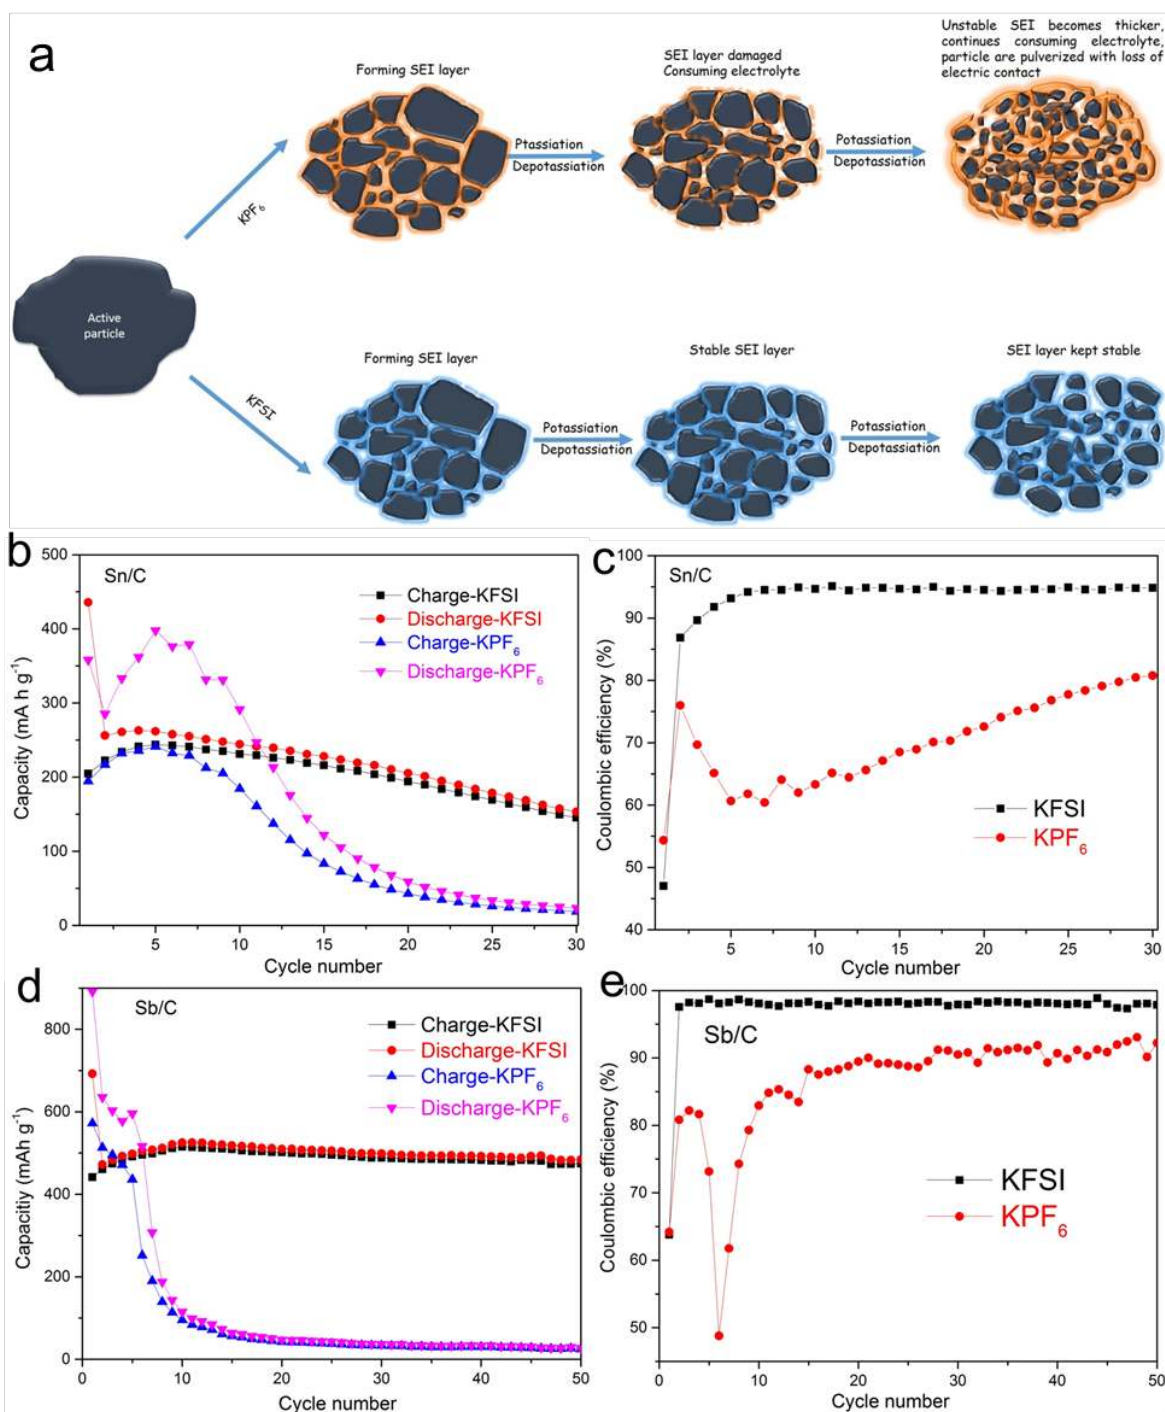 a
Forming SEI layer
SEI layer damaged
Consuming electrolyte
Unstable SEI becomes thicker,
continues consuming electrolyte,
particle are pulverized with loss of
electric contact
Ptassiation
Depotassiation
Potassiation
Depotassiation
KPF6
Active
particle
KFSI
Forming SEI layer
Stable SEI layer
SEI layer kept stable
Potassiation
Depotassiation
Potassiation
Depotassiation
b
Sn/C
Charge-KFSI
Discharge-KFSI
Charge-KPF6
Discharge-KPF6
Capacity (mA h g-1)
500
400
300
200
100
0
5
10
15
20
25
30
Cycle number
c
Sn/C
KFSI
KPF6
Coulombic efficiency (%)
100
90
80
70
60
50
40
5
10
15
20
25
30
Cycle number
d
Sb/C
Charge-KFSI
Discharge-KFSI
Charge-KPF6
Discharge-KPF6
Capacitiy (mAh g-1)
800
600
400
200
0
0
10
20
30
40
50
Cycle number
e
Sb/C
KFSI
KPF6
Coulombic efficiency (%)
100
90
80
70
60
50
0
10
20
30
40
50
Cycle number